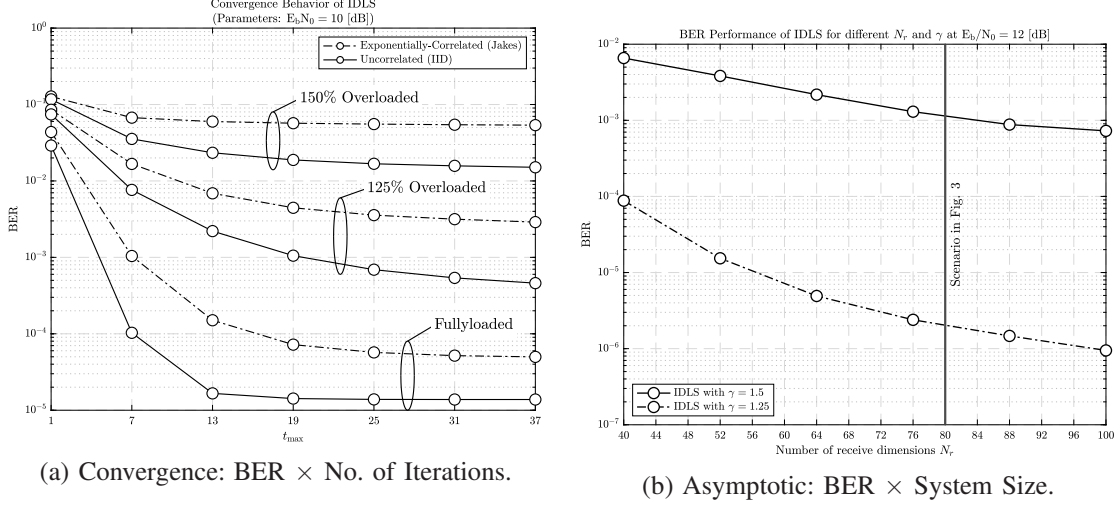 Convergence Behavior of IDLS
(Parameters: EbN0 = 10 [dB])
10^0
10^-1
10^-2
10^-3
10^-4
10^-5
BER
Exponentially-Correlated (Jakes)
Uncorrelated (IID)
150% Overloaded
125% Overloaded
Fullyloaded
1 7 13 19 25 31 37
tmax
(a) Convergence: BER × No. of Iterations.
BER Performance of IDLS for different Nr and γ at Eb/N0 = 12 [dB]
10^-2
10^-3
10^-4
10^-5
10^-6
10^-7
BER
Scenario in Fig. 3
IDLS with γ = 1.5
IDLS with γ = 1.25
40 44 48 52 56 60 64 68 72 76 80 84 88 92 96 100
Number of receive dimensions Nr
(b) Asymptotic: BER × System Size.